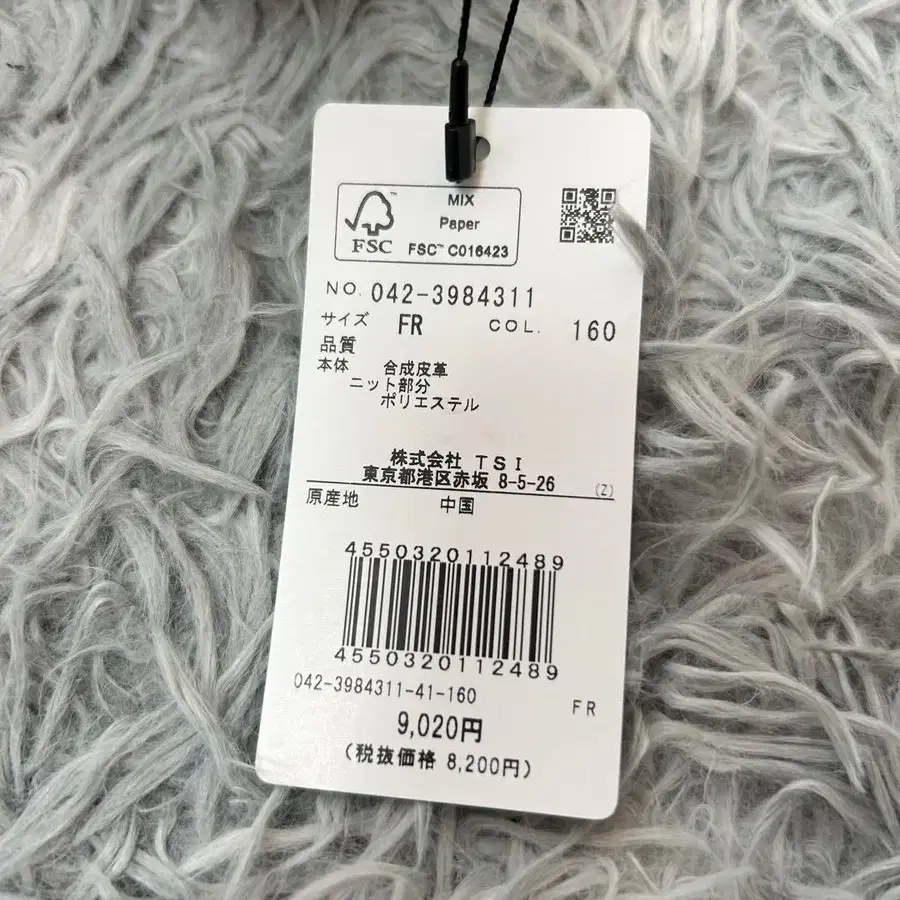 MIX
Paper
FSC™ C016423
FSC
NO. 042-3984311
サイズ FR COL. 160
品質
本体 合成皮革
ニット部分
ポリエステル
株式会社 TSI
東京都港区赤坂 8-5-26
(Z)
原産地 中国
4550320112489
4550320112489
042-3984311-41-160
FR
9,020円
(税抜価格 8,200円)